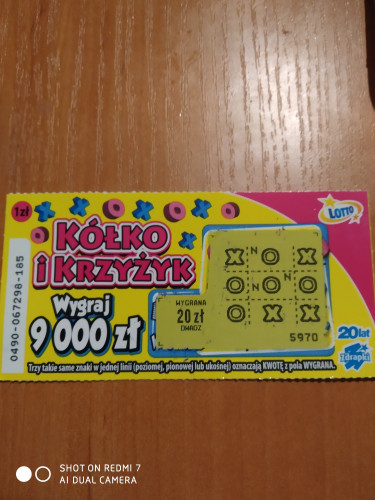 1zł
KÓŁKO
i KRZYŻYK
LOTTO
Wygraj
9 000 zł
WYGRANA
20 zł
DWADZ
X N O X
O O N O
O X X
5970
20 lat
Zdrapki
0490-067298-185
Trzy takie same znaki w jednej linii (poziomej, pionowej lub ukośnej) oznaczają KWOTĘ z pola WYGRANA.
SHOT ON REDMI 7
AI DUAL CAMERA